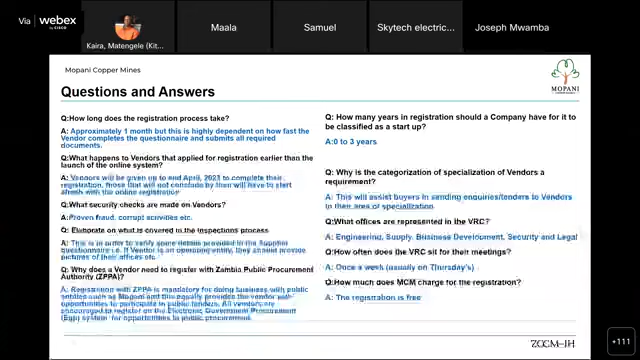 Via webex
by CISCO
Kaira, Matengele (Kit...
Maala
Samuel
Skytech electric...
Joseph Mwamba
Mopani Copper Mines
MOPANI
Questions and Answers
Q:How long does the registration process take?
A: Approximately 1 month but this is highly dependent on how fast the
Vendor completes the questionnaire and submits all required
documents.
Q:What happens to Vendors that applied for registration earlier than the
launch of the online system?
A: Vendors will be given up to end April, 2023 to complete their
registration, those that will not conclude by then will have to start
afresh with the online registration
Q:What security checks are made on Vendors?
A:Proven fraud, corrupt activities etc.
Q: Elaborate on what is covered in the inspections process
A: This is in order to verify some details provided in the Supplier
questionnaire i.e. If Vendor is an operating entity, they should provide
pictures of their offices etc.
Q: Why does a Vendor need to register with Zambia Public Procurement
Authority (ZPPA)?
A: Registration with ZPPA is mandatory for doing business with public
entities such as Mopani and this equally provides the vendor with
opportunities to participate in public tenders. All vendors are
encouraged to register on the Electronic Government Procurement
(Egp) system for opportunities to public procurement.
Q: How many years in registration should a Company have for it to
be classified as a start up?
A:0 to 3 years
Q: Why is the categorization of specialization of Vendors a
requirement?
A: This will assist buyers in sending enquiries/tenders to Vendors
in their area of specialization
Q:What offices are represented in the VRC?
A: Engineering, Supply, Business Development, Security and Legal
Q:How often does the VRC sit for their meetings?
A: Once a week (usually on Thursday's)
Q:How much does MCM charge for the registration?
A: The registration is free
ZCCM-IH
+111